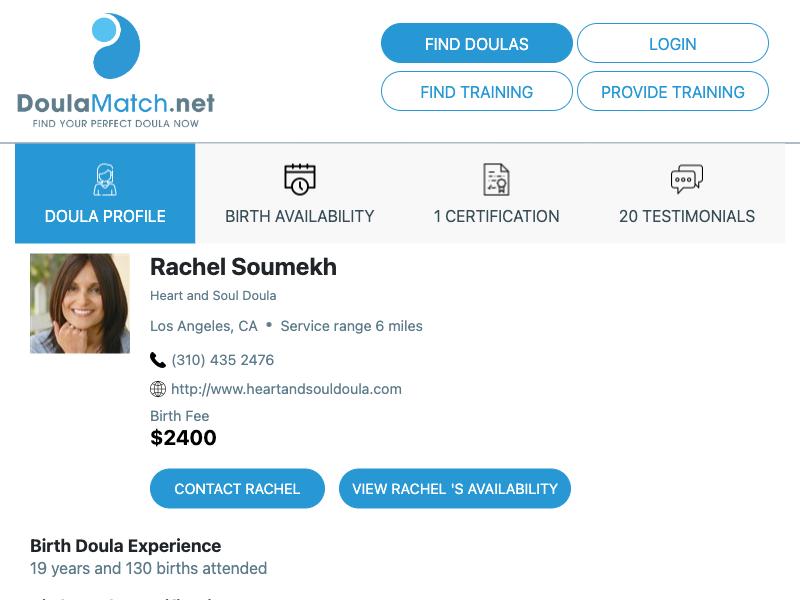 DoulaMatch.net
FIND YOUR PERFECT DOULA NOW
FIND DOULAS
LOGIN
FIND TRAINING
PROVIDE TRAINING
DOULA PROFILE
BIRTH AVAILABILITY
1 CERTIFICATION
20 TESTIMONIALS
Rachel Soumekh
Heart and Soul Doula
Los Angeles, CA • Service range 6 miles
(310) 435 2476
http://www.heartandsouldoula.com
Birth Fee
$2400
CONTACT RACHEL
VIEW RACHEL 'S AVAILABILITY
Birth Doula Experience
19 years and 130 births attended